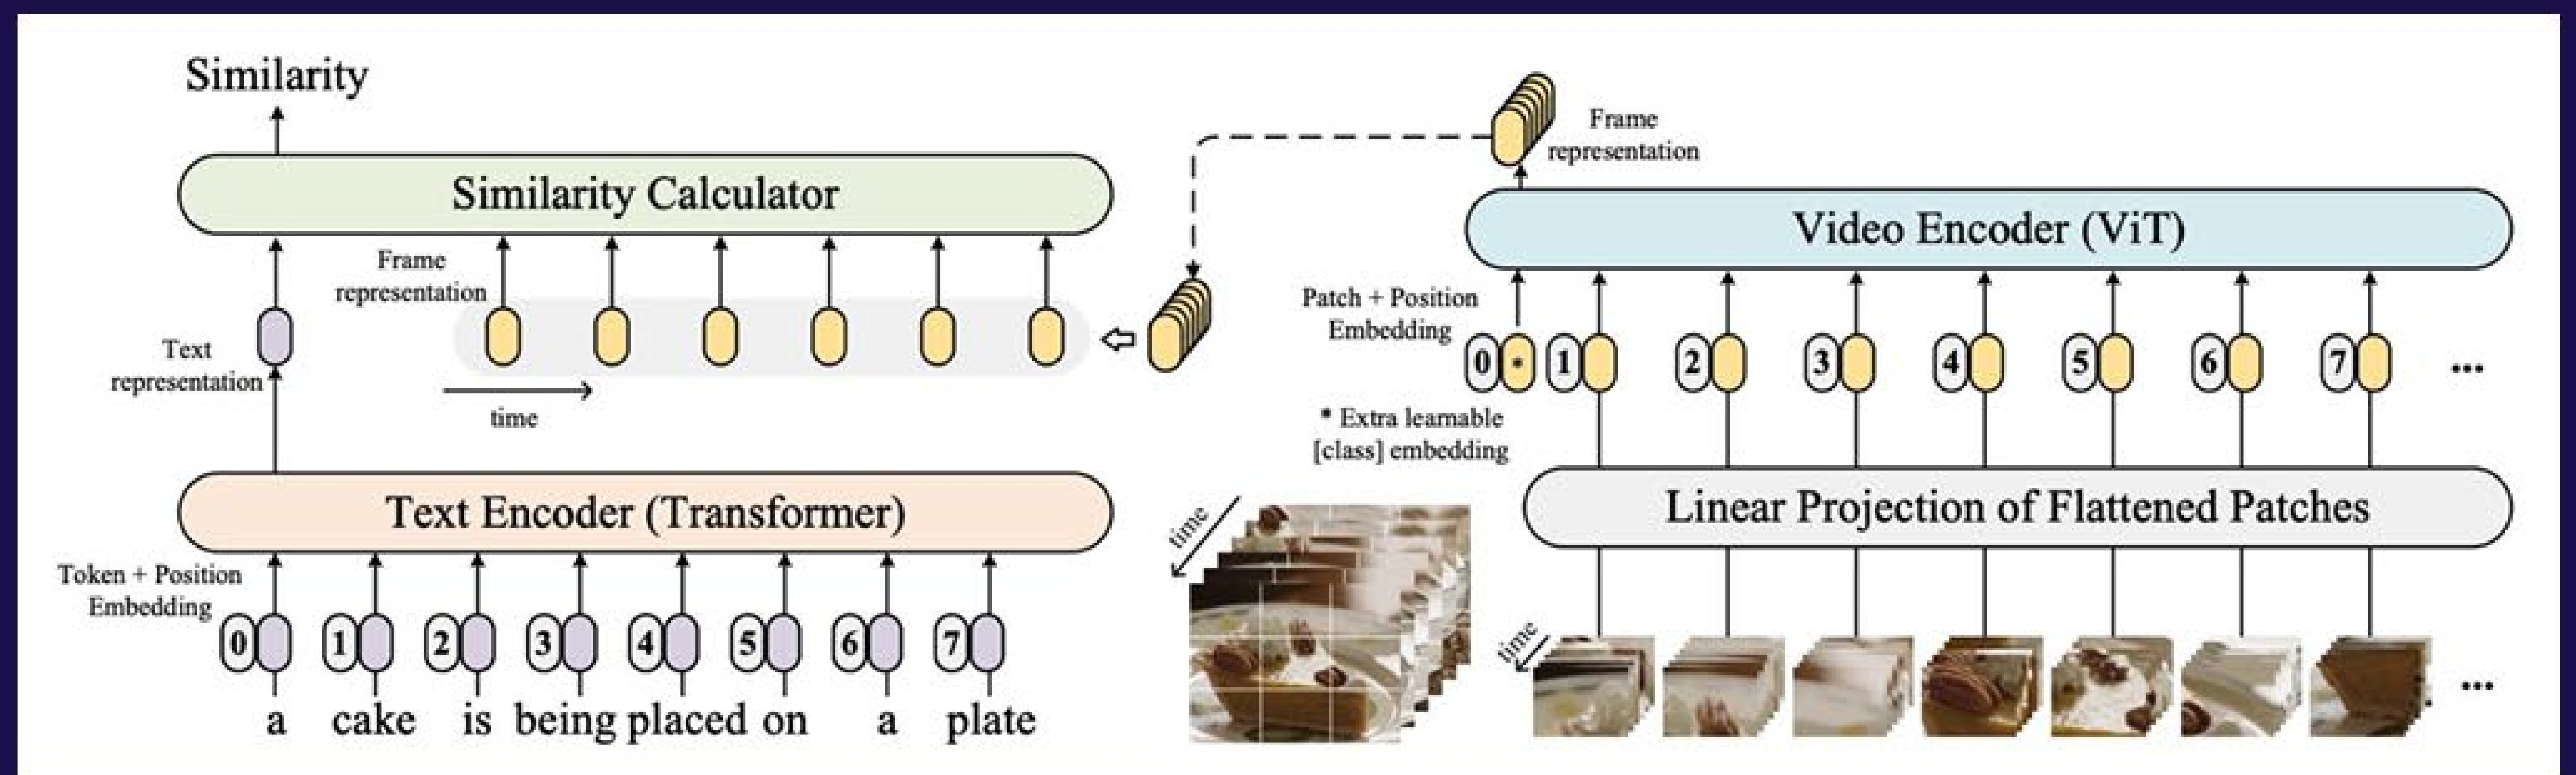 Similarity
Similarity Calculator
Frame
representation
Text
representation
time
Text Encoder (Transformer)
Token + Position
Embedding
0 1 2 3 4 5 6 7
a cake is being placed on a plate
Frame
representation
Video Encoder (ViT)
Patch + Position
Embedding
0 * 1 2 3 4 5 6 7 ...
* Extra learnable
[class] embedding
Linear Projection of Flattened Patches
time
time
...